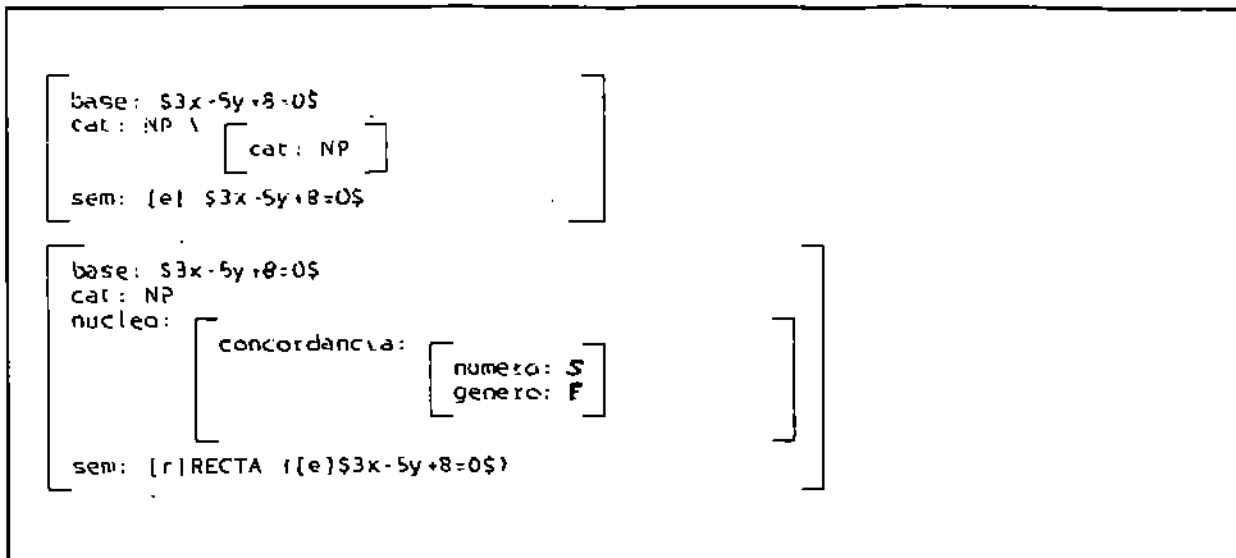 base: $3x-5y+8=0$
cat: NP \
cat: NP
sem: [e] $3x-5y+8=0$
base: $3x-5y+8=0$
cat: NP
nucleo:
concordancia:
numero: S
genero: F
sem: [r]RECTA ([e]$3x-5y+8=0$)